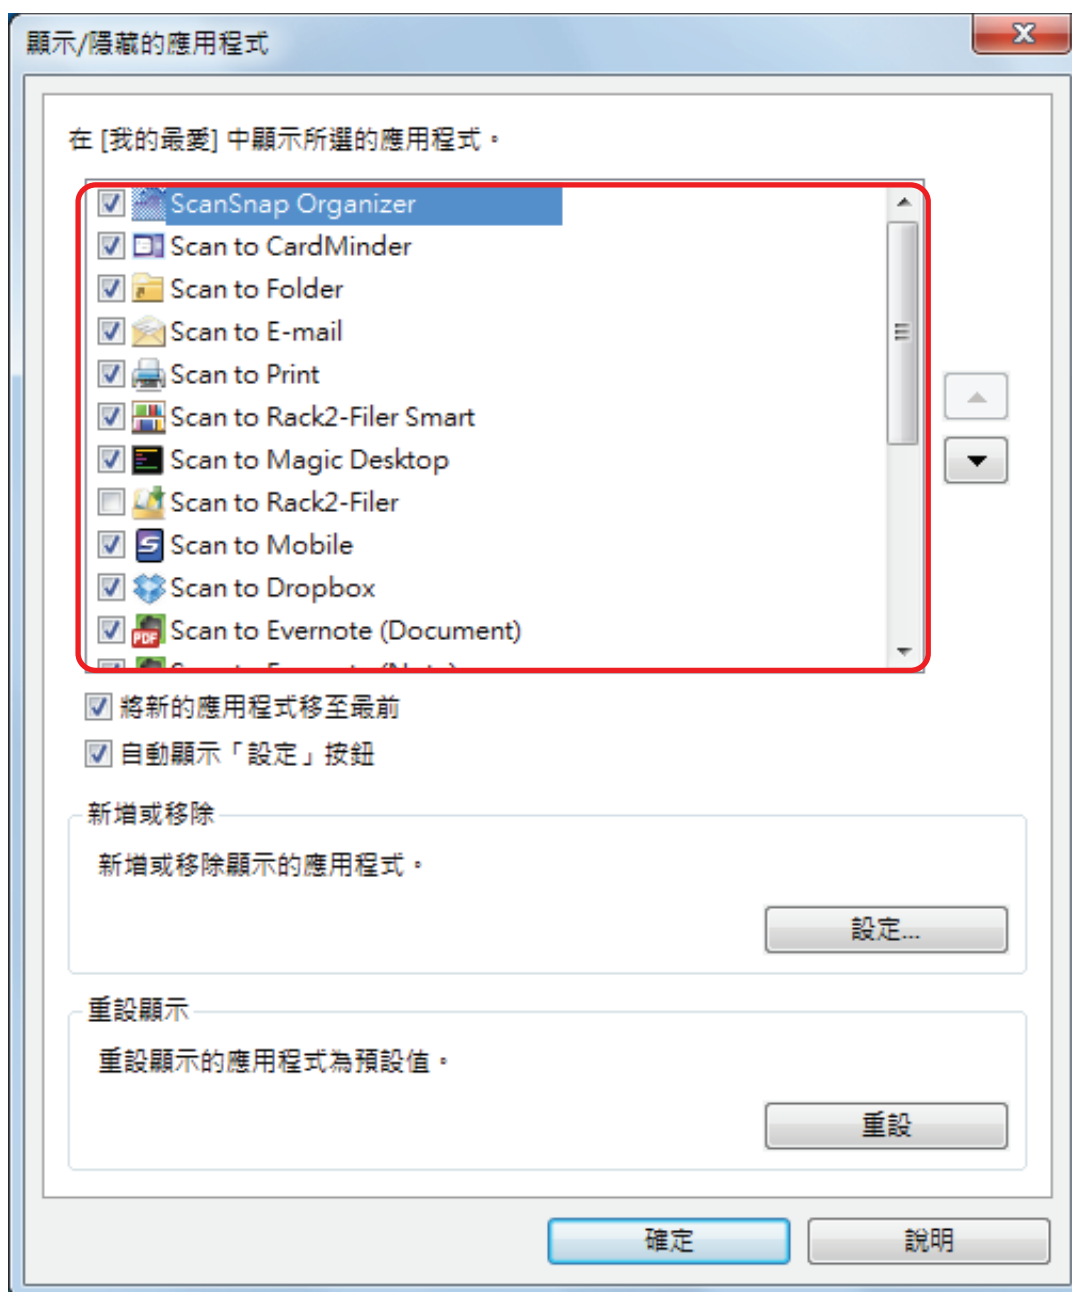 顯示/隱藏的應用程式
在 [我的最愛] 中顯示所選的應用程式。
ScanSnap Organizer
Scan to CardMinder
Scan to Folder
Scan to E-mail
Scan to Print
Scan to Rack2-Filer Smart
Scan to Magic Desktop
Scan to Rack2-Filer
Scan to Mobile
Scan to Dropbox
PDF Scan to Evernote (Document)
將新的應用程式移至最前
自動顯示「設定」按鈕
新增或移除
新增或移除顯示的應用程式。
設定...
重設顯示
重設顯示的應用程式為預設值。
重設
確定 說明